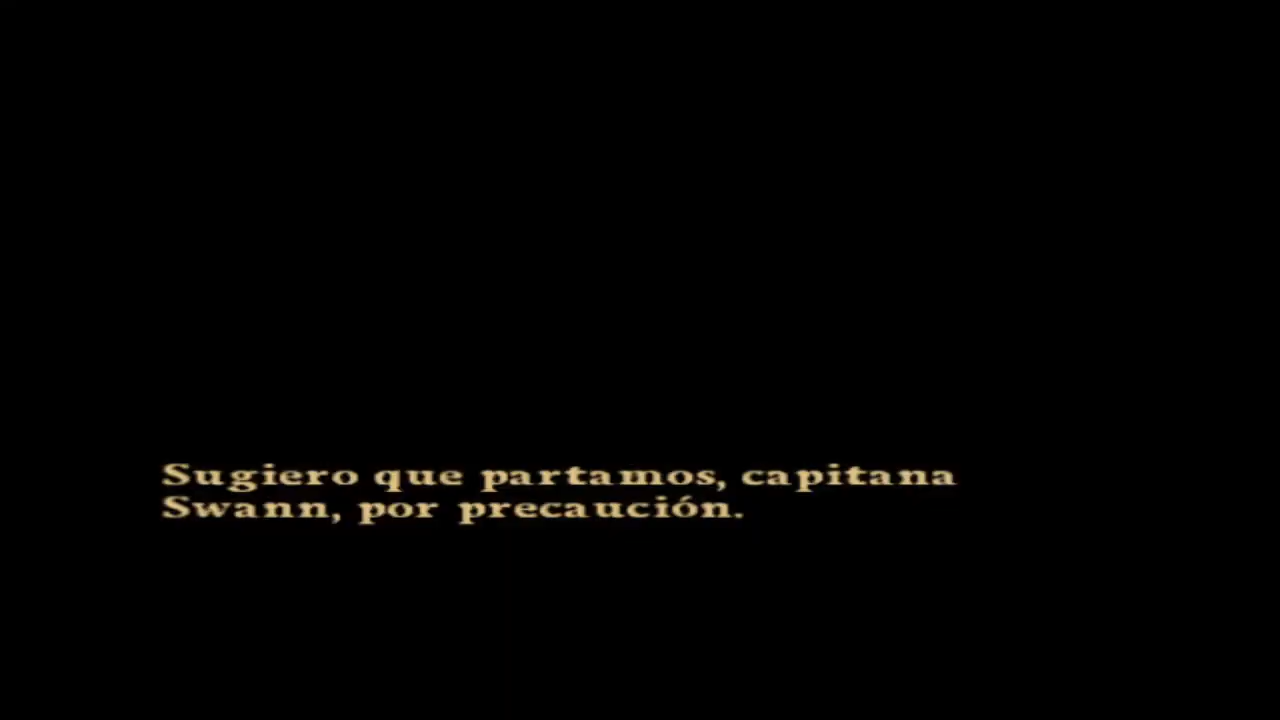 Sugiero que partamos, capitana
Swann, por precaución.